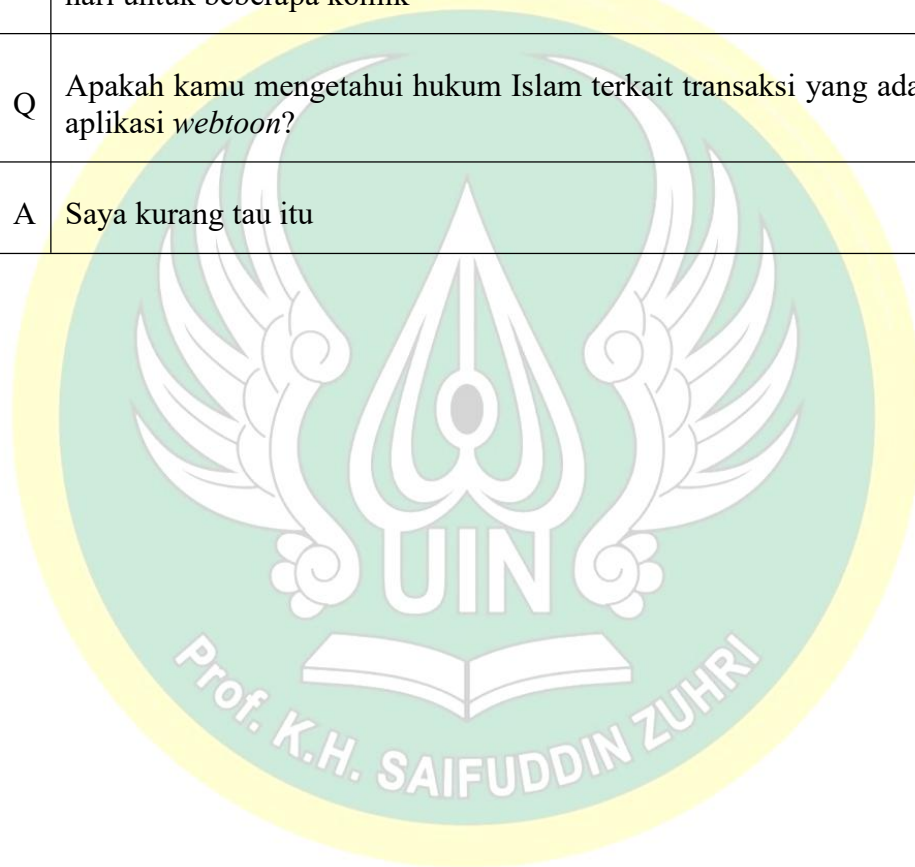 hari untuk beberapa komik
Q
Apakah kamu mengetahui hukum Islam terkait transaksi yang ada
aplikasi webtoon?
A
Saya kurang tau itu
UIN
Prof. K.H. SAIFUDDIN ZUHRI